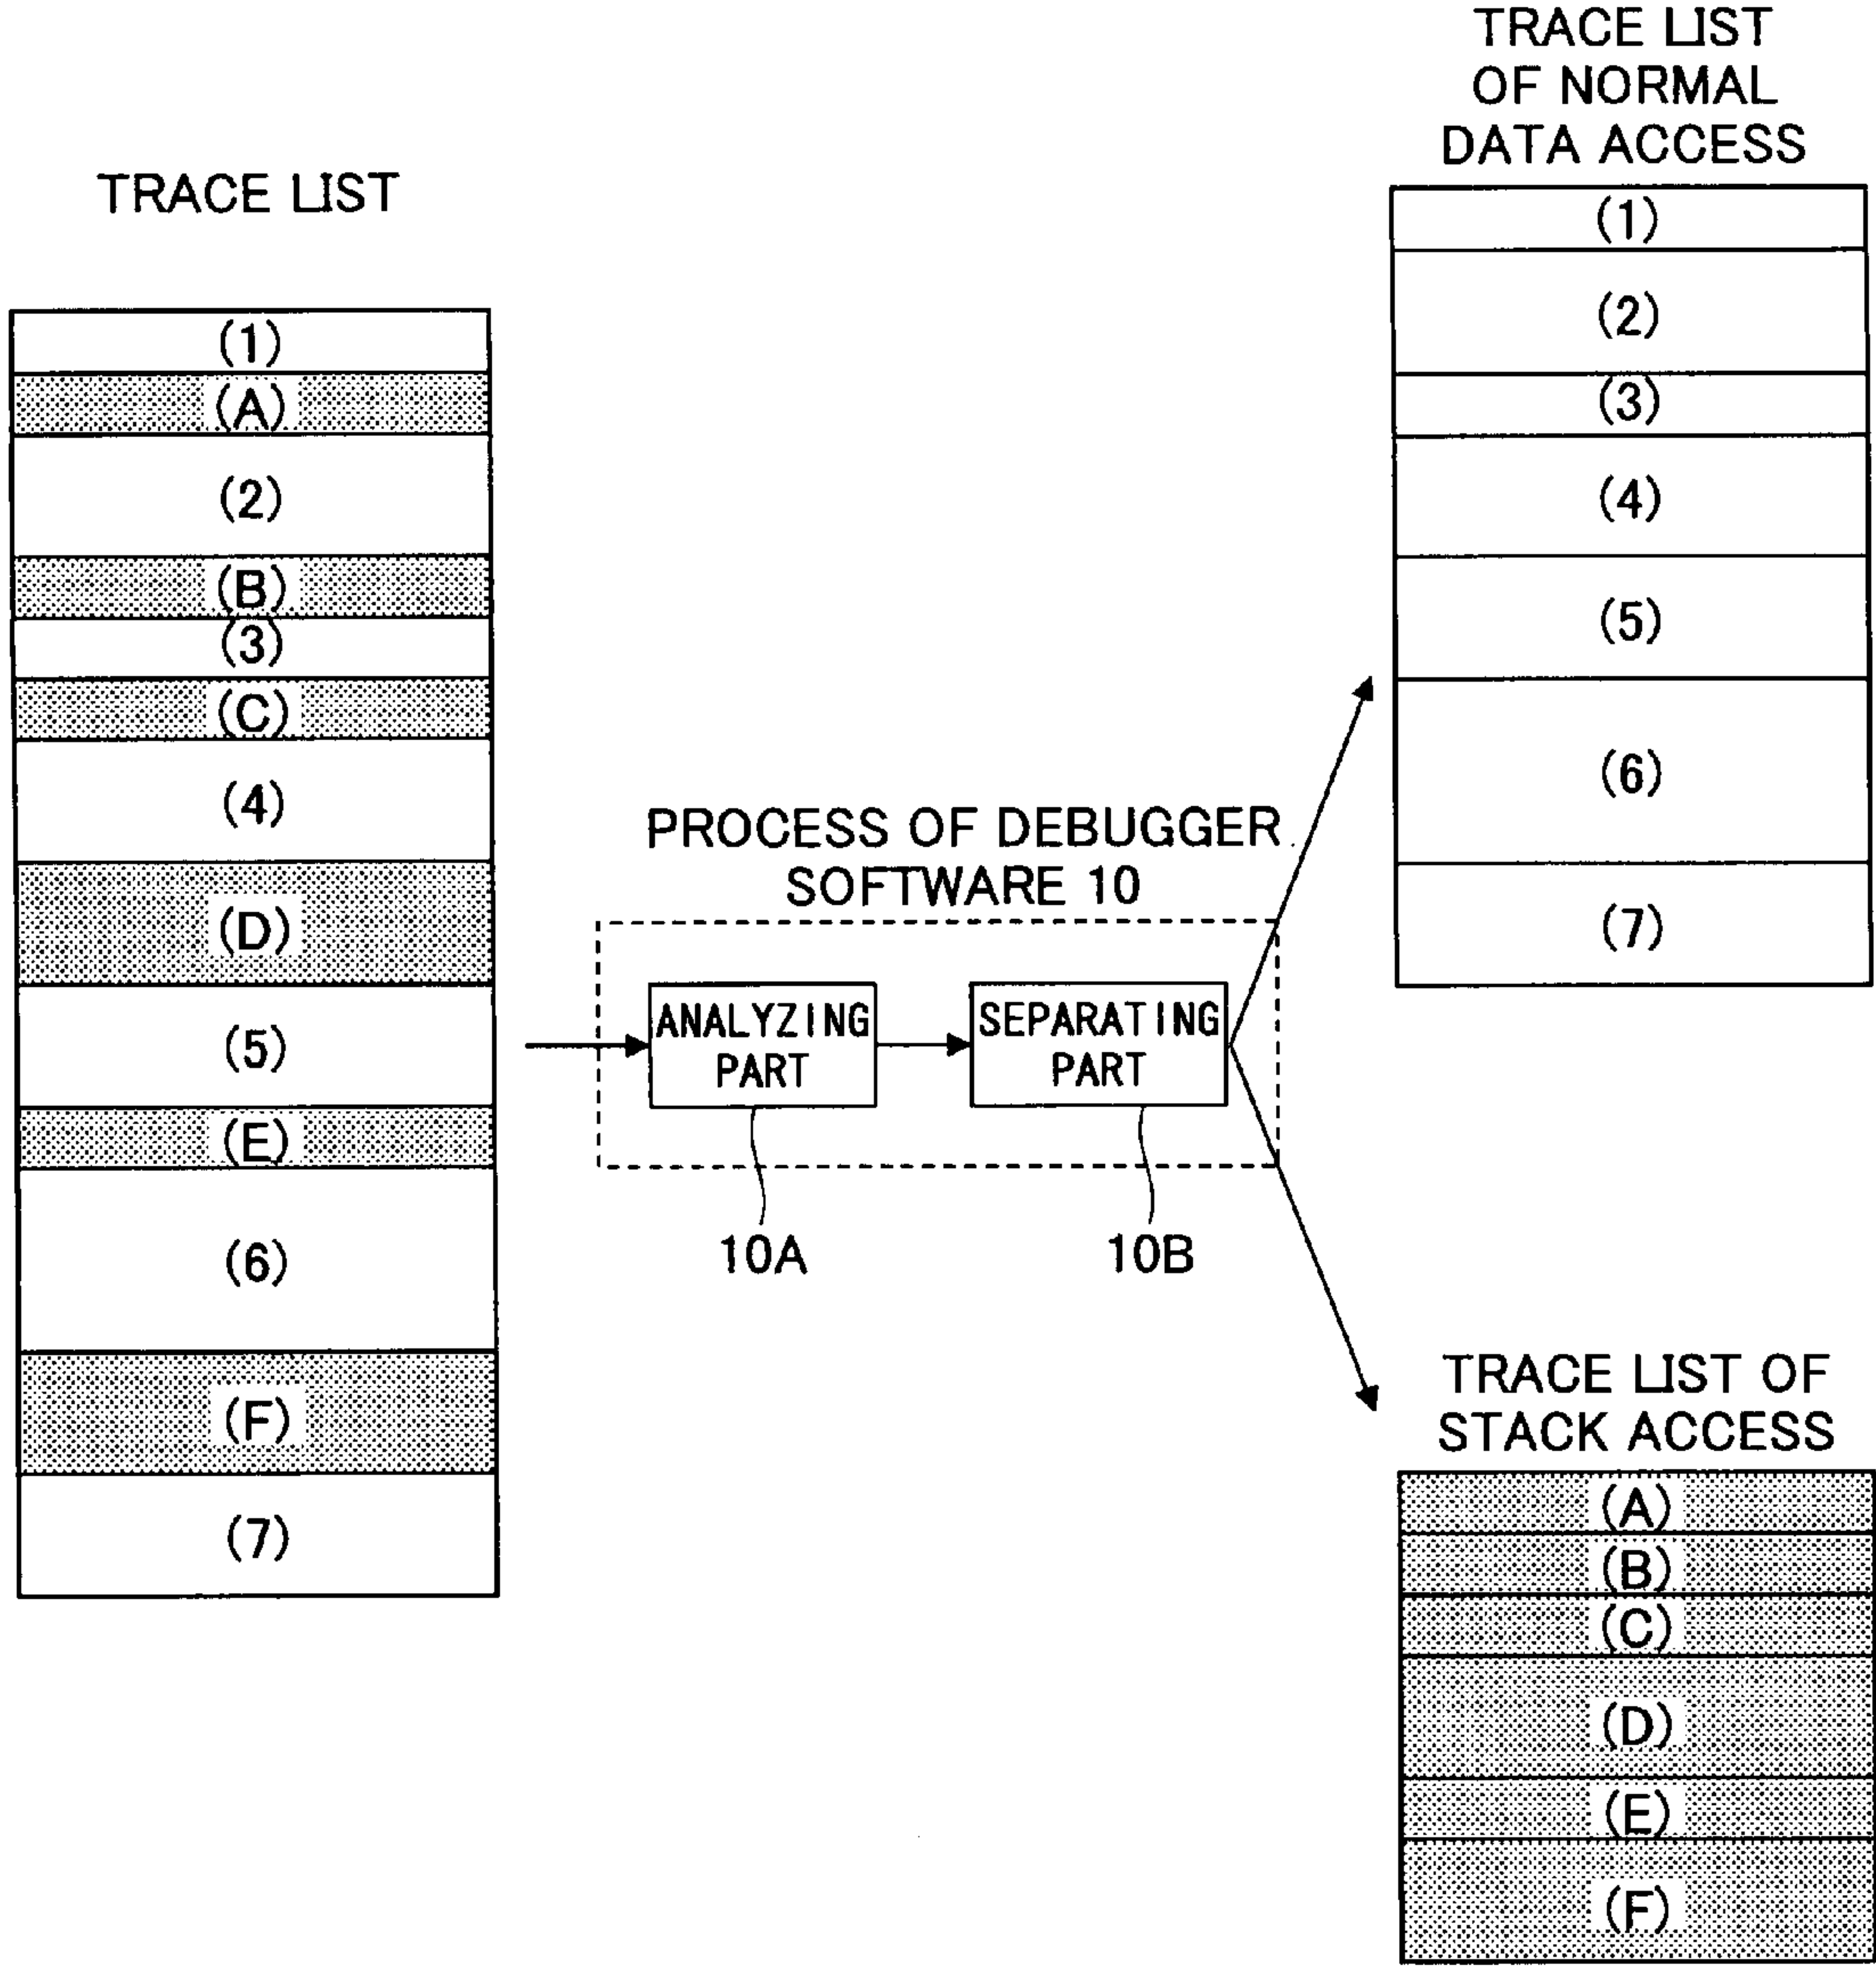 TRACE LIST
(1)
(A)
(2)
(B)
(3)
(C)
(4)
(D)
(5)
(E)
(6)
(F)
(7)
PROCESS OF DEBUGGER
SOFTWARE 10
ANALYZING
PART
SEPARATING
PART
10A
10B
TRACE LIST
OF NORMAL
DATA ACCESS
(1)
(2)
(3)
(4)
(5)
(6)
(7)
TRACE LIST OF
STACK ACCESS
(A)
(B)
(C)
(D)
(E)
(F)